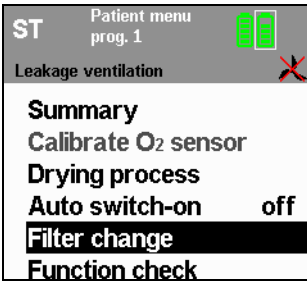 ST
Patient menu
prog. 1
Leakage ventilation
Summary
Calibrate O₂ sensor
Drying process
Auto switch-on off
Filter change
Function check